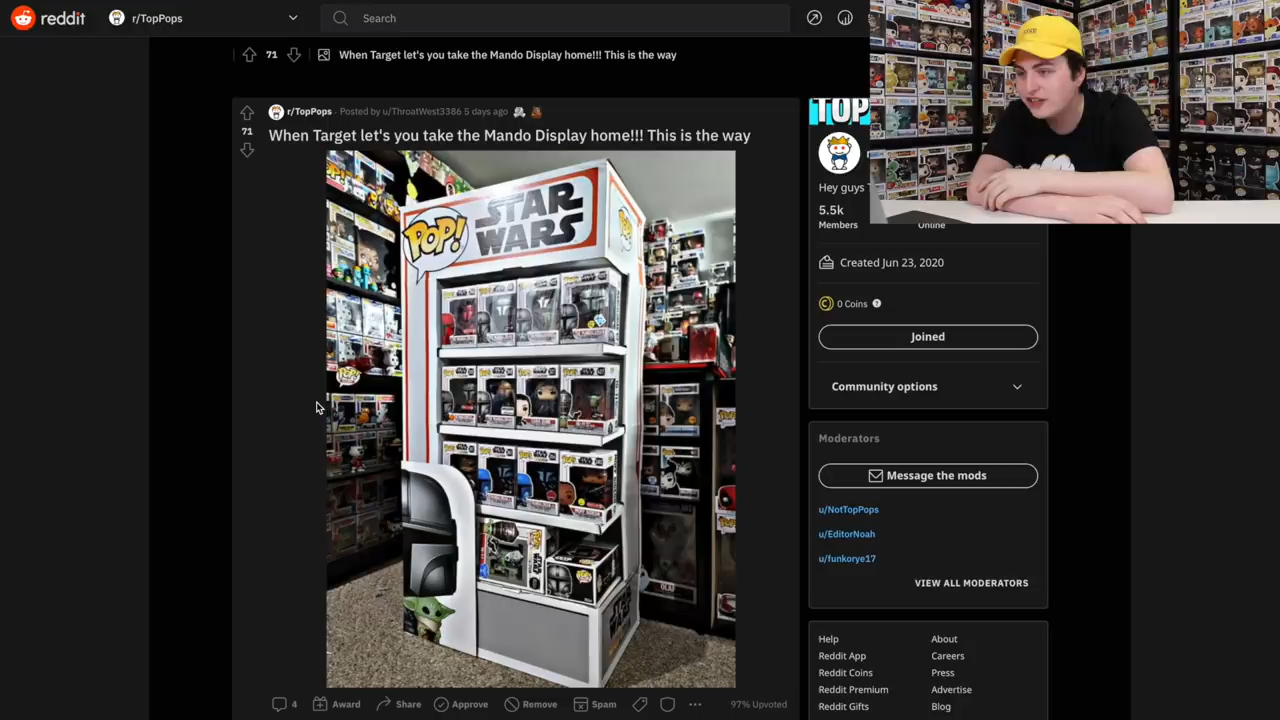 reddit
r/TopPops
Search
71
When Target let's you take the Mando Display home!!! This is the way
r/TopPops · Posted by u/ThroatWest3386 5 days ago
71
When Target let's you take the Mando Display home!!! This is the way
POP!
STAR
WARS
POP!
4
Award
Share
Approve
Remove
Spam
97% Upvoted
TOP
Hey guys
5.5k
Members
Online
Created Jun 23, 2020
0 Coins
Joined
Community options
Moderators
Message the mods
u/NotTopPops
u/EditorNoah
u/funkorye17
VIEW ALL MODERATORS
Help
About
Reddit App
Careers
Reddit Coins
Press
Reddit Premium
Advertise
Reddit Gifts
Blog